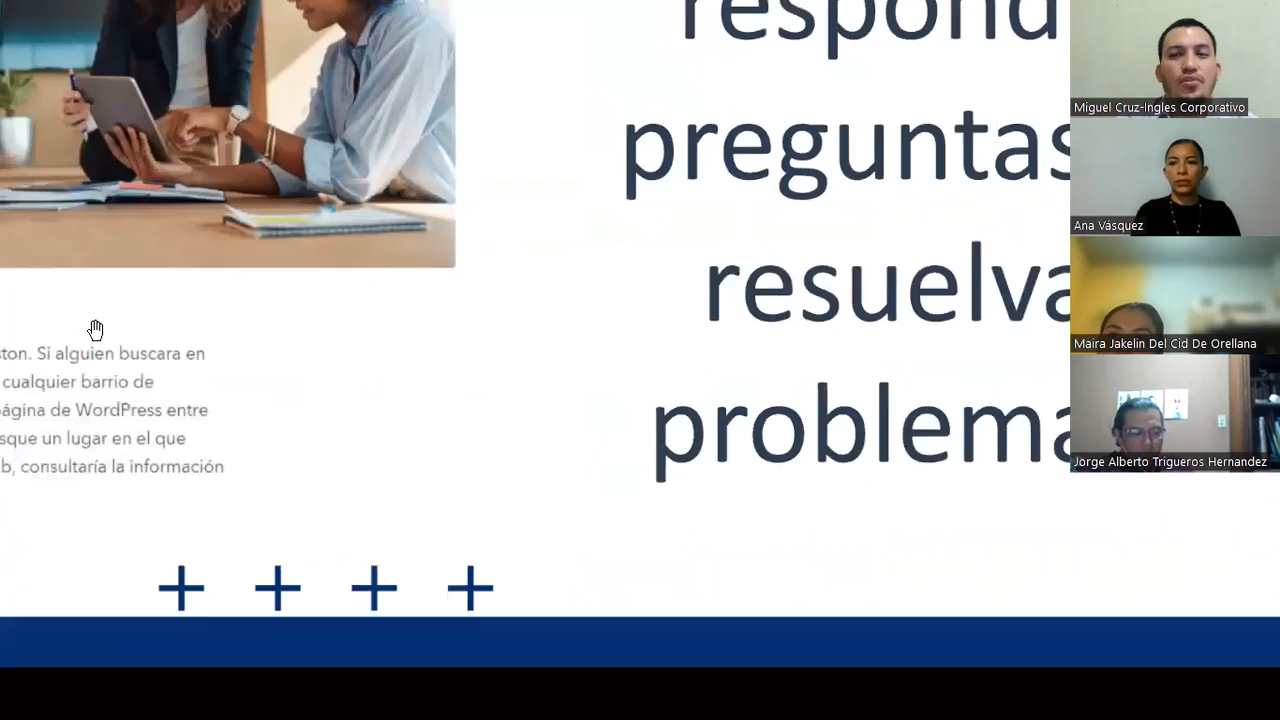 respond
preguntas
resuelva
problema
ston. Si alguien buscara en
cualquier barrio de
página de WordPress entre
sque un lugar en el que
b, consultaría la información
Miguel Cruz-Ingles Corporativo
Ana Vásquez
Maira Jakelin Del Cid De Orellana
Jorge Alberto Trigueros Hernandez